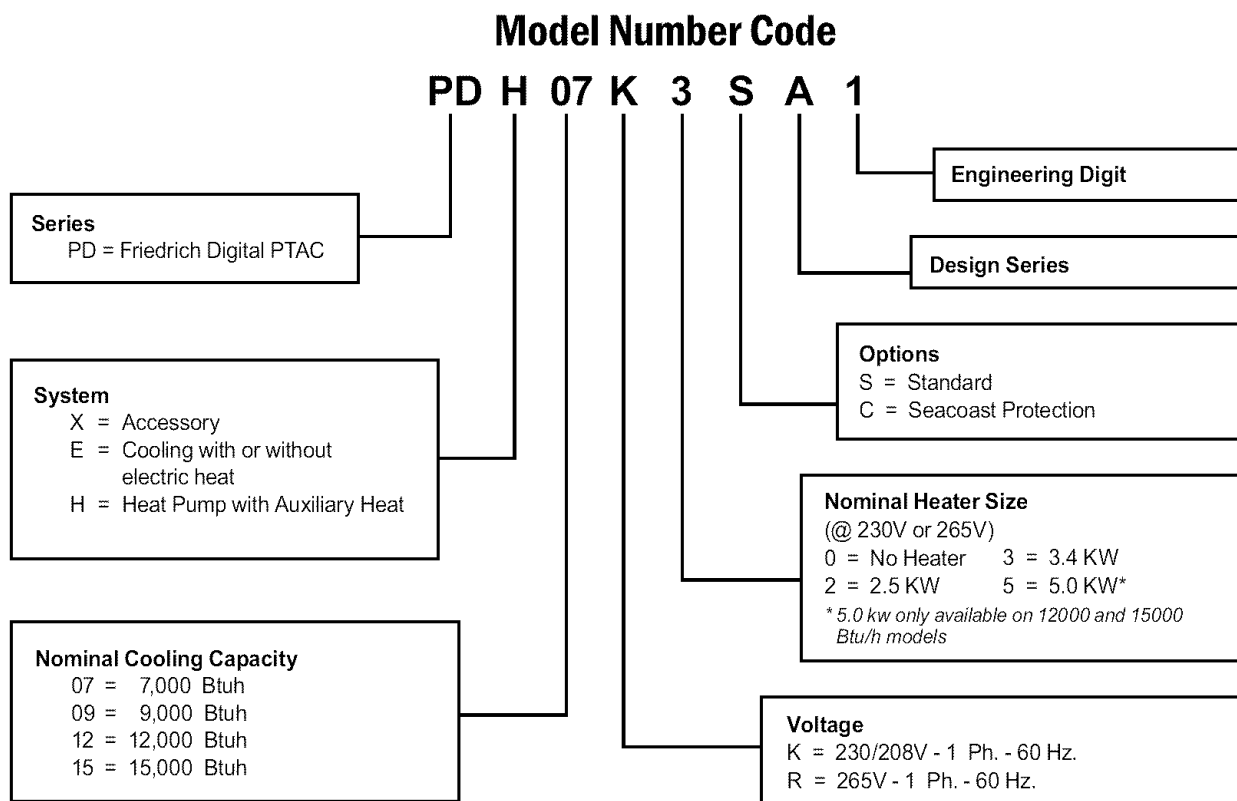 Model Number Code
PD H 07 K 3 S A 1
Engineering Digit
Series
PD = Friedrich Digital PTAC
Design Series
Options
S = Standard
C = Seacoast Protection
System
X = Accessory
E = Cooling with or without
electric heat
H = Heat Pump with Auxiliary Heat
Nominal Heater Size
(@ 230V or 265V)
0 = No Heater 3 = 3.4 KW
2 = 2.5 KW 5 = 5.0 KW*
* 5.0 kw only available on 12000 and 15000
Btu/h models
Nominal Cooling Capacity
07 = 7,000 Btuh
09 = 9,000 Btuh
12 = 12,000 Btuh
15 = 15,000 Btuh
Voltage
K = 230/208V - 1 Ph. - 60 Hz.
R = 265V - 1 Ph. - 60 Hz.